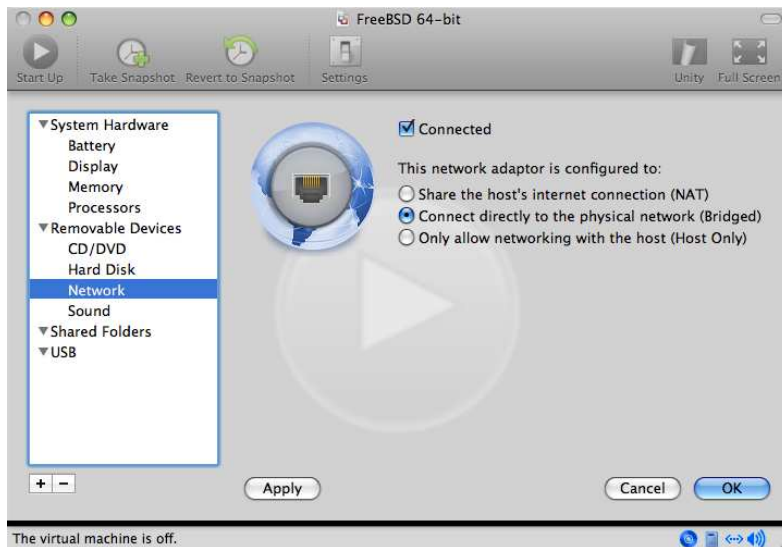 FreeBSD 64-bit
Start Up
Take Snapshot
Revert to Snapshot
Settings
Unity
Full Screen
System Hardware
Battery
Display
Memory
Processors
Removable Devices
CD/DVD
Hard Disk
Network
Sound
Shared Folders
USB
Connected
This network adaptor is configured to:
Share the host's internet connection (NAT)
Connect directly to the physical network (Bridged)
Only allow networking with the host (Host Only)
+ -
Apply
Cancel
OK
The virtual machine is off.